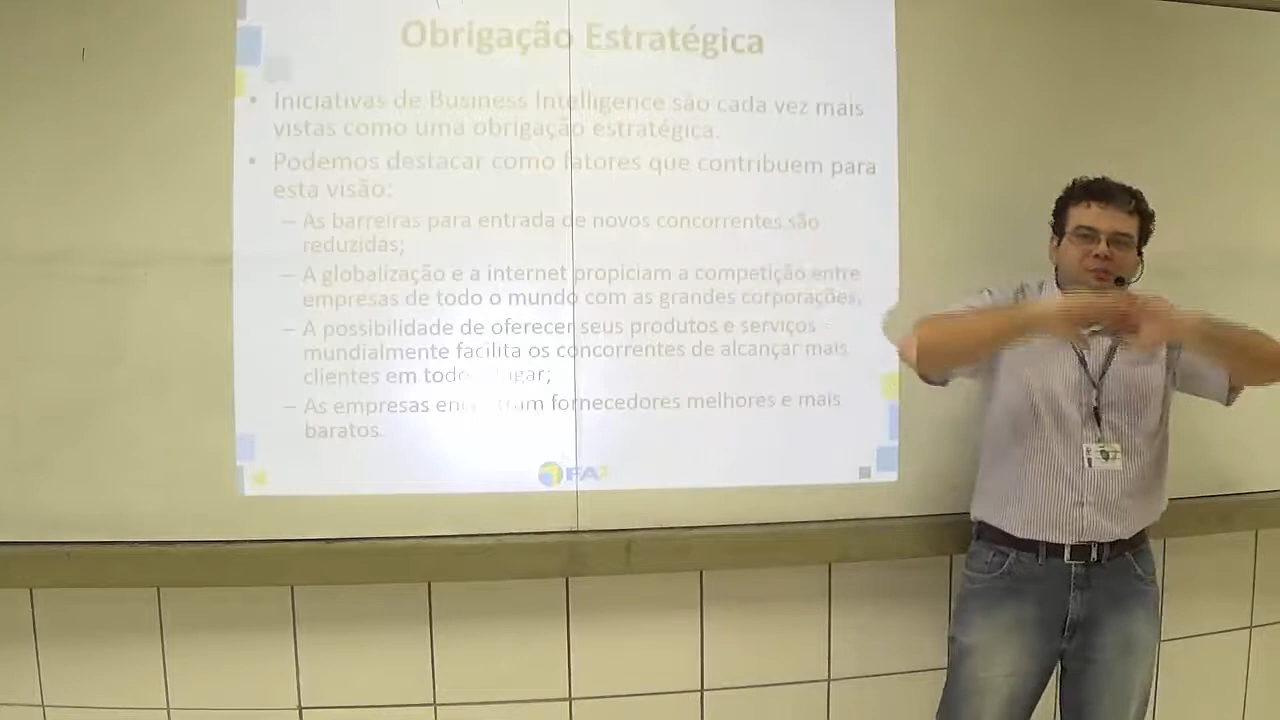 Obrigação Estratégica
• Iniciativas de Business Intelligence são cada vez mais
vistas como uma obrigação estratégica.
• Podemos destacar como fatores que contribuem para
esta visão:
– As barreiras para entrada de novos concorrentes são
reduzidas;
– A globalização e a internet propiciam a competição entre
empresas de todo o mundo com as grandes corporações;
– A possibilidade de oferecer seus produtos e serviços
mundialmente facilita os concorrentes de alcançar mais
clientes em todo lugar;
– As empresas encontram fornecedores melhores e mais
baratos.
FA7